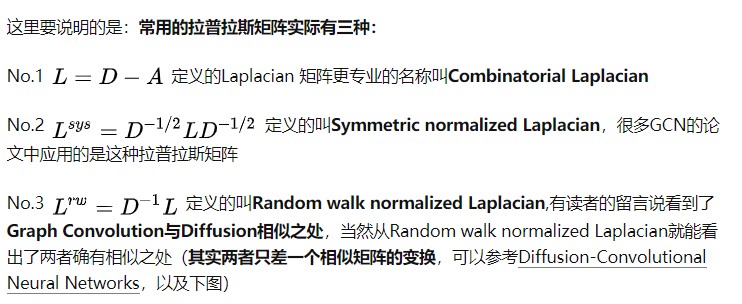 这里要说明的是：常用的拉普拉斯矩阵实际有三种：
No.1 L = D − A 定义的Laplacian 矩阵更专业的名称叫Combinatorial Laplacian
No.2 L^{sys} = D^{−1/2}LD^{−1/2} 定义的叫Symmetric normalized Laplacian，很多GCN的论
文中应用的是这种拉普拉斯矩阵
No.3 L^{rw} = D^{−1}L 定义的叫Random walk normalized Laplacian,有读者的留言说看到了
Graph Convolution与Diffusion相似之处，当然从Random walk normalized Laplacian就能看
出了两者确有相似之处（其实两者只差一个相似矩阵的变换，可以参考Diffusion-Convolutional
Neural Networks，以及下图）